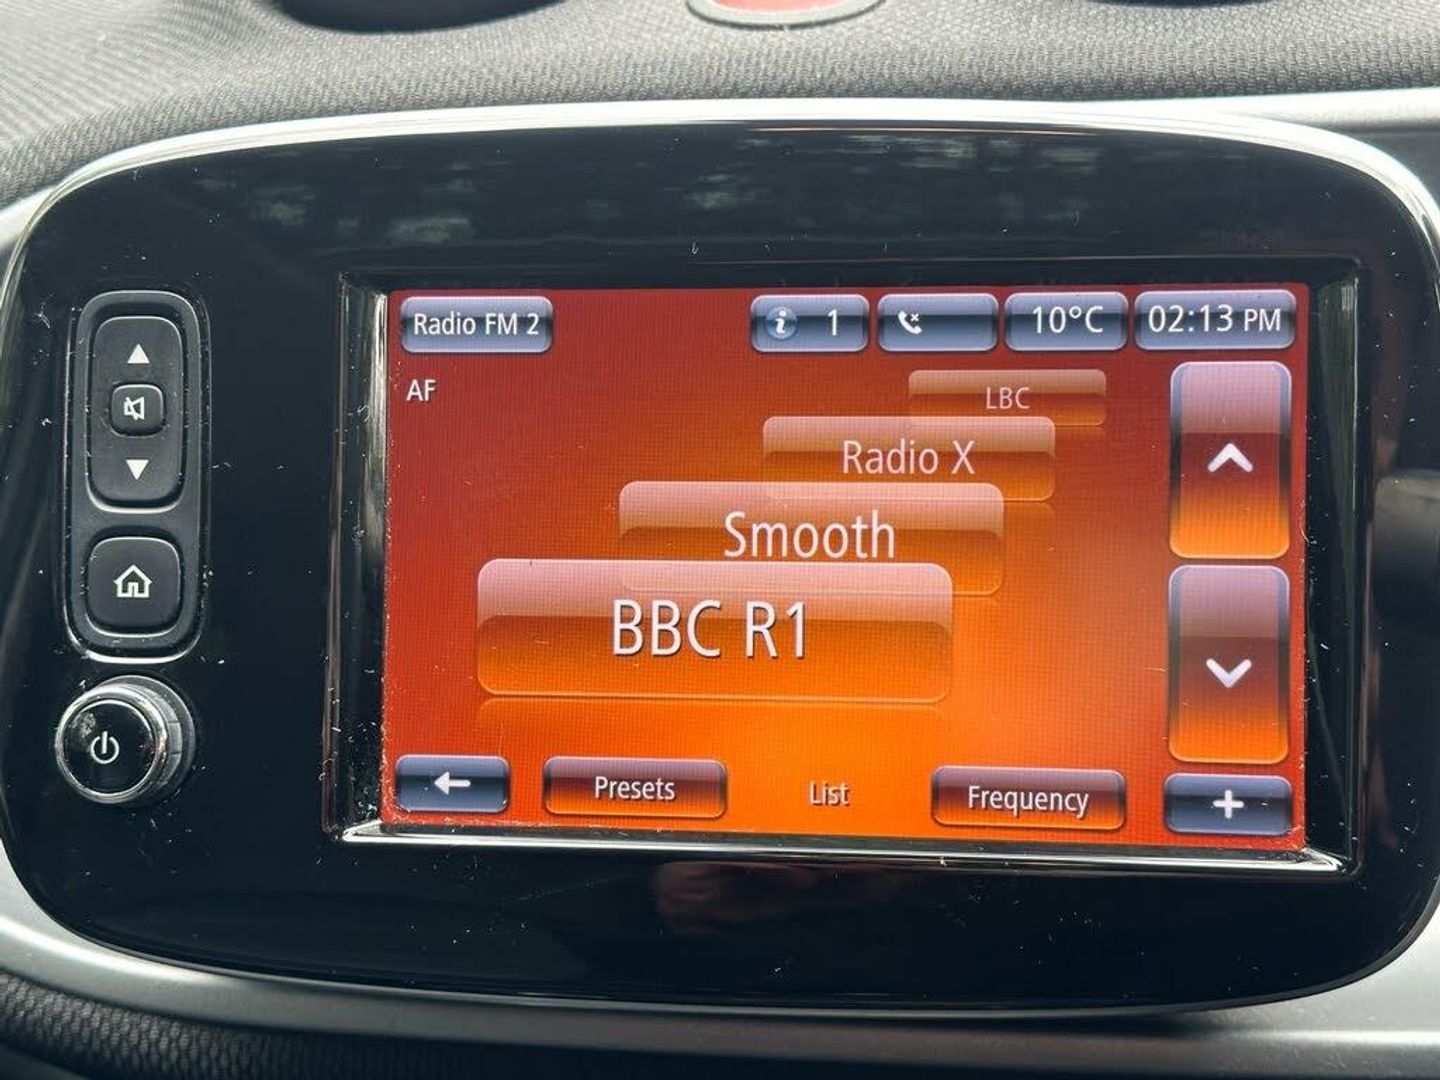 Radio FM 2
1
10°C
02:13 PM
AF
LBC
Radio X
Smooth
BBC R1
Presets
List
Frequency